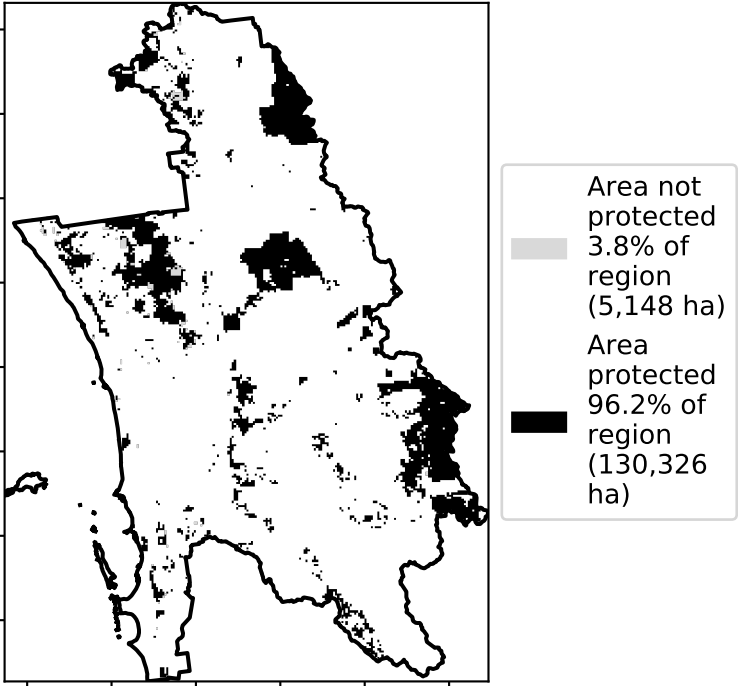 Area not
protected
3.8% of
region
(5,148 ha)
Area
protected
96.2% of
region
(130,326
ha)